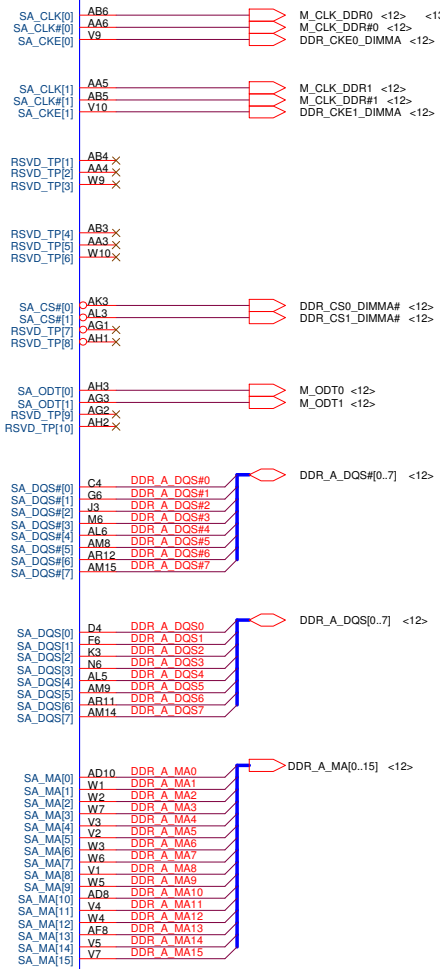 SA_CLK[0] AB6 M_CLK_DDR0 <12>
SA_CLK#[0] AA6 M_CLK_DDR#0 <12>
SA_CKE[0] V9 DDR_CKE0_DIMMA <12>
SA_CLK[1] AA5 M_CLK_DDR1 <12>
SA_CLK#[1] AB5 M_CLK_DDR#1 <12>
SA_CKE[1] V10 DDR_CKE1_DIMMA <12>
RSVD_TP[1] AB4
RSVD_TP[2] AA4
RSVD_TP[3] W9
RSVD_TP[4] AB3
RSVD_TP[5] AA3
RSVD_TP[6] W10
SA_CS#[0] AK3 DDR_CS0_DIMMA# <12>
SA_CS#[1] AL3 DDR_CS1_DIMMA# <12>
RSVD_TP[7] AG1
RSVD_TP[8] AH1
SA_ODT[0] AH3 M_ODT0 <12>
SA_ODT[1] AG3 M_ODT1 <12>
RSVD_TP[9] AG2
RSVD_TP[10] AH2
DDR_A_DQS#[0..7] <12>
SA_DQS#[0] C4 DDR_A_DQS#0
SA_DQS#[1] G6 DDR_A_DQS#1
SA_DQS#[2] J3 DDR_A_DQS#2
SA_DQS#[3] M6 DDR_A_DQS#3
SA_DQS#[4] AL6 DDR_A_DQS#4
SA_DQS#[5] AM8 DDR_A_DQS#5
SA_DQS#[6] AR12 DDR_A_DQS#6
SA_DQS#[7] AM15 DDR_A_DQS#7
DDR_A_DQS[0..7] <12>
SA_DQS[0] D4 DDR_A_DQS0
SA_DQS[1] F6 DDR_A_DQS1
SA_DQS[2] K3 DDR_A_DQS2
SA_DQS[3] N6 DDR_A_DQS3
SA_DQS[4] AL5 DDR_A_DQS4
SA_DQS[5] AM9 DDR_A_DQS5
SA_DQS[6] AR11 DDR_A_DQS6
SA_DQS[7] AM14 DDR_A_DQS7
DDR_A_MA[0..15] <12>
SA_MA[0] AD10 DDR_A_MA0
SA_MA[1] W1 DDR_A_MA1
SA_MA[2] W2 DDR_A_MA2
SA_MA[3] W7 DDR_A_MA3
SA_MA[4] V3 DDR_A_MA4
SA_MA[5] V2 DDR_A_MA5
SA_MA[6] W3 DDR_A_MA6
SA_MA[7] W6 DDR_A_MA7
SA_MA[8] V1 DDR_A_MA8
SA_MA[9] W5 DDR_A_MA9
SA_MA[10] AD8 DDR_A_MA10
SA_MA[11] V4 DDR_A_MA11
SA_MA[12] W4 DDR_A_MA12
SA_MA[13] AF8 DDR_A_MA13
SA_MA[14] V5 DDR_A_MA14
SA_MA[15] V7 DDR_A_MA15